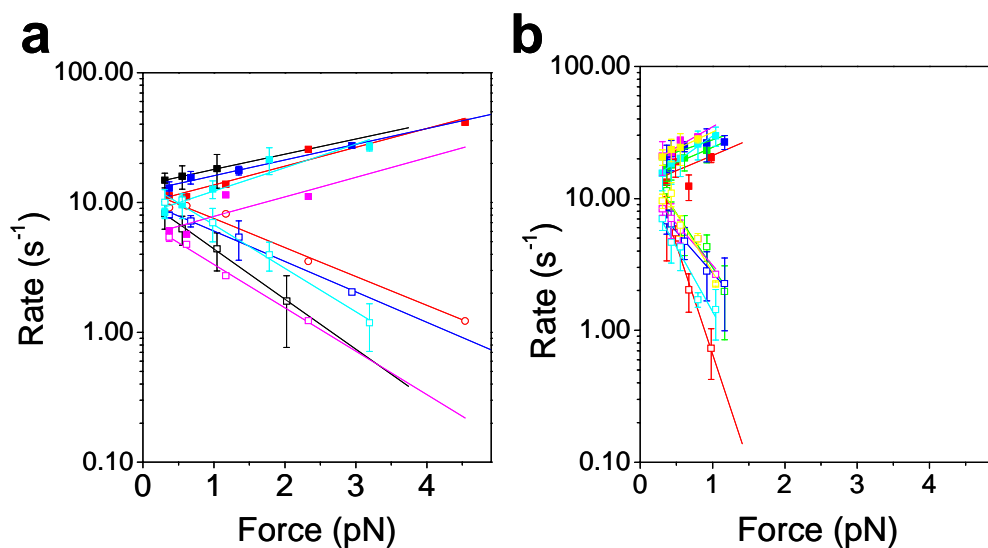 a
b
100.00
10.00
1.00
0.10
Rate (s⁻¹)
0 1 2 3 4
Force (pN)
100.00
10.00
1.00
0.10
Rate (s⁻¹)
0 1 2 3 4
Force (pN)